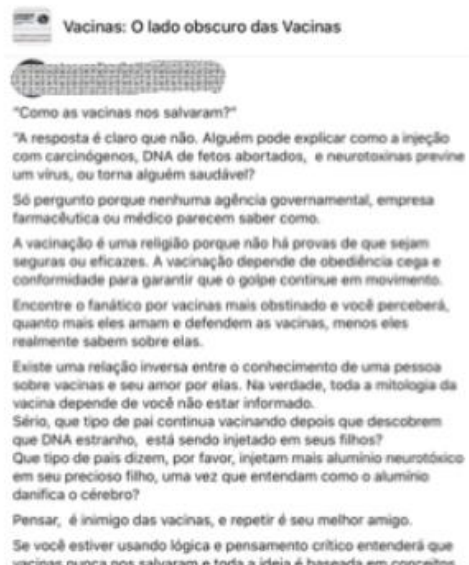 Vacinas: O lado obscuro das Vacinas
"Como as vacinas nos salvaram?"
"A resposta é claro que não. Alguém pode explicar como a injeção
com carcinógenos, DNA de fetos abortados, e neurotoxinas previne
um vírus, ou torna alguém saudável?
Só pergunto porque nenhuma agência governamental, empresa
farmacêutica ou médico parecem saber como.
A vacinação é uma religião porque não há provas de que sejam
seguras ou eficazes. A vacinação depende de obediência cega e
conformidade para garantir que o golpe continue em movimento.
Encontre o fanático por vacinas mais obstinado e você perceberá,
quanto mais eles amam e defendem as vacinas, menos eles
realmente sabem sobre elas.
Existe uma relação inversa entre o conhecimento de uma pessoa
sobre vacinas e seu amor por elas. Na verdade, toda a mitologia da
vacina depende de você não estar informado.
Sério, que tipo de pai continua vacinando depois que descobrem
que DNA estranho, está sendo injetado em seus filhos?
Que tipo de pais dizem, por favor, injetam mais alumínio neurotóxico
em seu precioso filho, uma vez que entendam como o alumínio
danifica o cérebro?
Pensar, é inimigo das vacinas, e repetir é seu melhor amigo.
Se você estiver usando lógica e pensamento crítico entenderá que
vacinas nunca nos salvaram e toda a ideia é baseada em conceitos